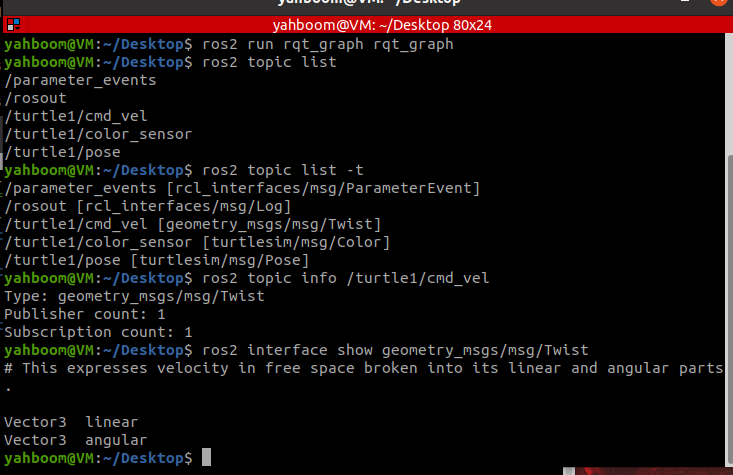 yahboom@VM: ~/Desktop
yahboom@VM: ~/Desktop 80x24
yahboom@VM:~/Desktop$ ros2 run rqt_graph rqt_graph
yahboom@VM:~/Desktop$ ros2 topic list
/parameter_events
/rosout
/turtle1/cmd_vel
/turtle1/color_sensor
/turtle1/pose
yahboom@VM:~/Desktop$ ros2 topic list -t
/parameter_events [rcl_interfaces/msg/ParameterEvent]
/rosout [rcl_interfaces/msg/Log]
/turtle1/cmd_vel [geometry_msgs/msg/Twist]
/turtle1/color_sensor [turtlesim/msg/Color]
/turtle1/pose [turtlesim/msg/Pose]
yahboom@VM:~/Desktop$ ros2 topic info /turtle1/cmd_vel
Type: geometry_msgs/msg/Twist
Publisher count: 1
Subscription count: 1
yahboom@VM:~/Desktop$ ros2 interface show geometry_msgs/msg/Twist
# This expresses velocity in free space broken into its linear and angular parts
.
Vector3  linear
Vector3  angular
yahboom@VM:~/Desktop$